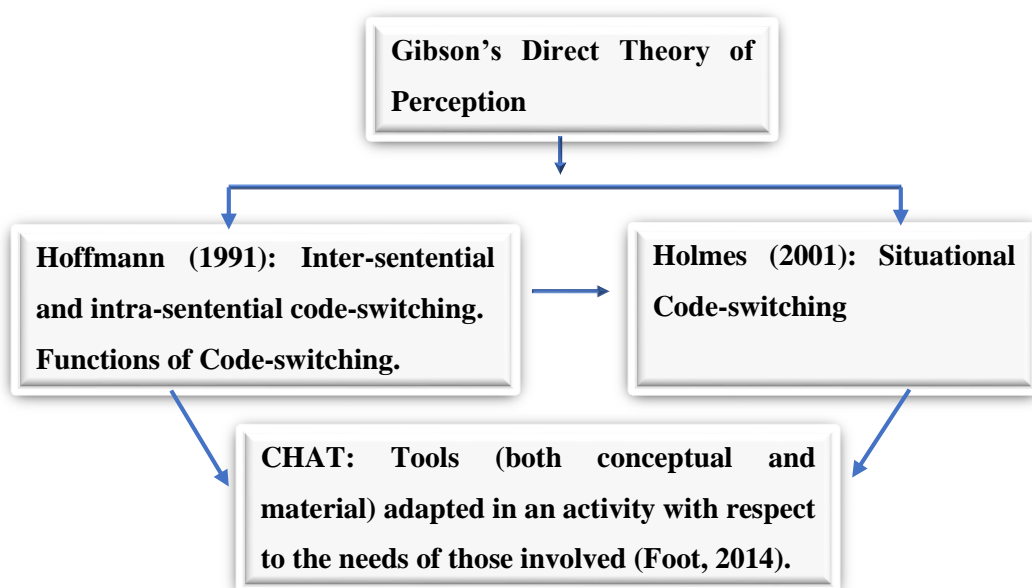 Gibson’s Direct Theory of
Perception
Hoffmann (1991): Inter-sentential
and intra-sentential code-switching.
Functions of Code-switching.
Holmes (2001): Situational
Code-switching
CHAT: Tools (both conceptual and
material) adapted in an activity with respect
to the needs of those involved (Foot, 2014).